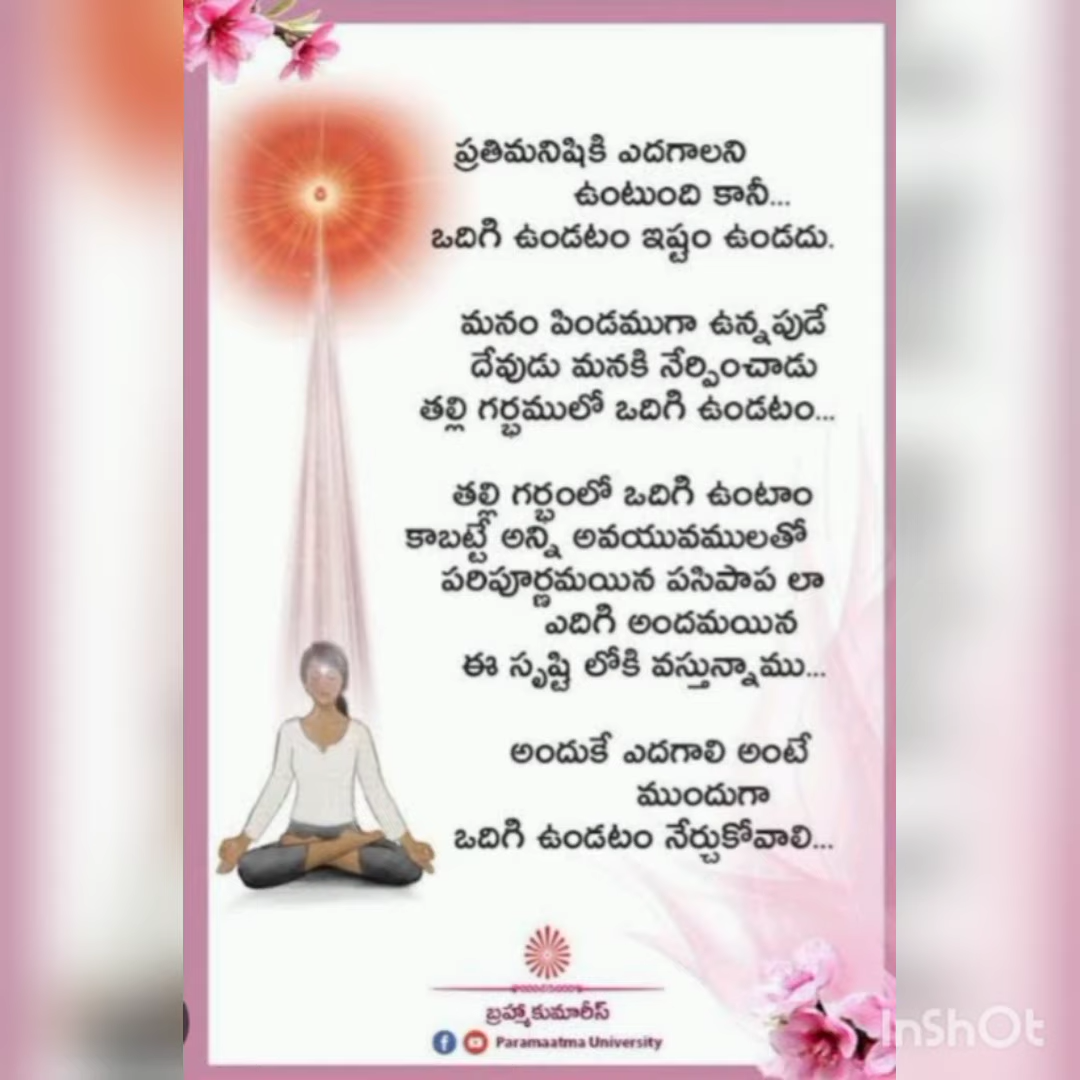 ప్రతిమనిషికి ఎదగాలని
ఉంటుంది కానీ...
ఒదిగి ఉండటం ఇష్టం ఉండదు.
మనం పిండముగా ఉన్నపుడే
దేవుడు మనకి నేర్పించాడు
తల్లి గర్భములో ఒదిగి ఉండటం...
తల్లి గర్భంలో ఒదిగి ఉంటాం
కాబట్టే అన్ని అవయువములతో
పరిపూర్ణమయిన పసిపాప లా
ఎదిగి అందమయిన
ఈ సృష్టి లోకి వస్తున్నాము...
అందుకే ఎదగాలి అంటే
ముందుగా
ఒదిగి ఉండటం నేర్చుకోవాలి...
బ్రహ్మాకుమారీస్
Paramaatma University
InShOt